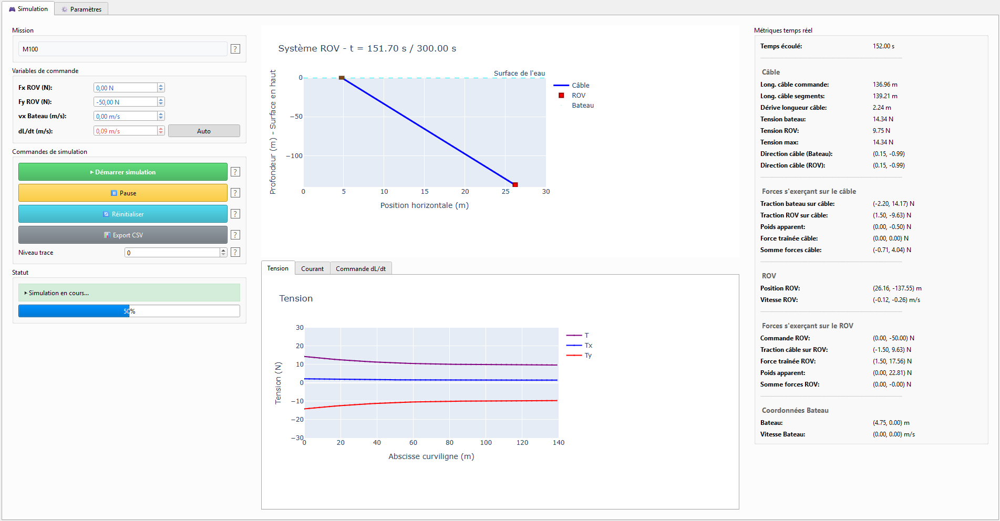 Simulation
Paramètres
Mission
M100
?
Variables de commande
Fx ROV (N): 0,00 N
Fy ROV (N): -50,00 N
vx Bateau (m/s): 0,00 m/s
dL/dt (m/s): 0,09 m/s Auto
Commandes de simulation
Démarrer simulation ?
Pause ?
Réinitialiser ?
Export CSV ?
Niveau trace 0 ?
Statut
Simulation en cours...
50%
Système ROV - t = 151.70 s / 300.00 s
Surface de l'eau
Profondeur (m) - Surface en haut
0
−50
−100
0 5 10 15 20 25 30
Position horizontale (m)
Câble
ROV
Bateau
Tension
Courant
Commande dL/dt
Tension
Tension (N)
30
20
10
0
−10
−20
−30
0 20 40 60 80 100 120 140
Abscisse curviligne (m)
T
Tx
Ty
Métriques temps réel
Temps écoulé: 152.00 s
Câble
Long. câble commande: 136.96 m
Long. câble segments: 139.21 m
Dérive longueur câble: 2.24 m
Tension bateau: 14.34 N
Tension ROV: 9.75 N
Tension max: 14.34 N
Direction câble (Bateau): (0.15, -0.99)
Direction câble (ROV): (0.15, -0.99)
Forces s'exerçant sur le câble
Traction bateau sur câble: (-2.20, 14.17) N
Traction ROV sur câble: (1.50, -9.63) N
Poids apparent: (0.00, -0.50) N
Force traînée câble: (0.00, 0.00) N
Somme forces câble: (-0.71, 4.04) N
ROV
Position ROV: (26.16, -137.55) m
Vitesse ROV: (-0.12, -0.26) m/s
Forces s'exerçant sur le ROV
Commande ROV: (0.00, -50.00) N
Traction câble sur ROV: (-1.50, 9.63) N
Force traînée ROV: (1.50, 17.56) N
Poids apparent: (0.00, 22.81) N
Somme forces ROV: (0.00, -0.00) N
Coordonnées Bateau
Bateau: (4.75, 0.00) m
Vitesse Bateau: (0.00, 0.00) m/s